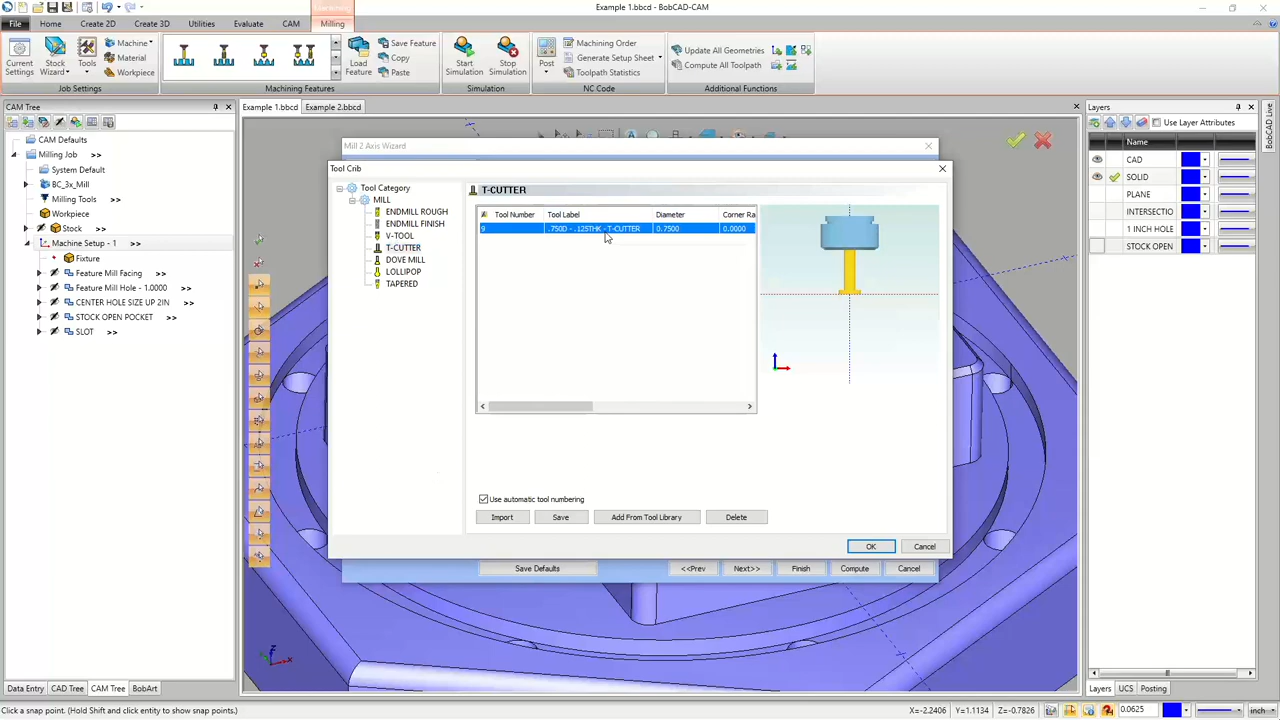 Example 1.bbcd - BobCAD-CAM
File Home Create 2D Create 3D Utilities Evaluate CAM Milling
Current Settings
Stock Wizard
Tools
Machine
Material
Workpiece
Job Settings
Machining Features
Load Feature
Save Feature
Copy
Paste
Start Simulation
Stop Simulation
Simulation
Post
Machining Order
Generate Setup Sheet
Toolpath Statistics
NC Code
Update All Geometries
Compute All Toolpath
Additional Functions
CAM Tree
Example 1.bbcd Example 2.bbcd
CAM Defaults
Milling Job >>
System Default
BC_3x_Mill
Milling Tools >>
Workpiece
Stock >>
Machine Setup - 1 >>
Fixture
Feature Mill Facing >>
Feature Mill Hole - 1.0000 >>
CENTER HOLE SIZE UP 2IN >>
STOCK OPEN POCKET >>
SLOT >>
Mill 2 Axis Wizard
Tool Crib
Tool Category
MILL
ENDMILL ROUGH
ENDMILL FINISH
V-TOOL
T-CUTTER
DOVE MILL
LOLLIPOP
TAPERED
T-CUTTER
Tool Number Tool Label Diameter Corner Ra
9 .750D - .125THK - T-CUTTER 0.7500 0.0000
Use automatic tool numbering
Import Save Add From Tool Library Delete
OK Cancel
Save Defaults <<Prev Next>> Finish Compute Cancel
Layers
Use Layer Attributes
Name
CAD
SOLID
PLANE
INTERSECTIO
1 INCH HOLE
STOCK OPEN
BobCAD Live
Data Entry CAD Tree CAM Tree BobArt
Layers UCS Posting
Click a snap point. (Hold Shift and click entity to show snap points.)
X=-2.2406 Y=1.1134 Z=-0.7826 0.0625 inch